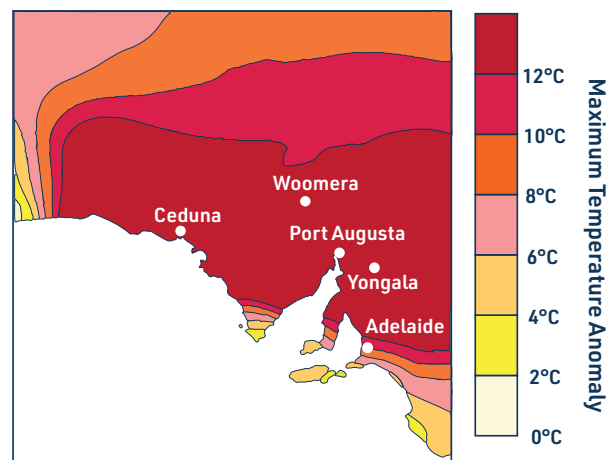 Woomera
Ceduna
Port Augusta
Yongala
Adelaide
12°C
10°C
8°C
6°C
4°C
2°C
0°C
Maximum Temperature Anomaly